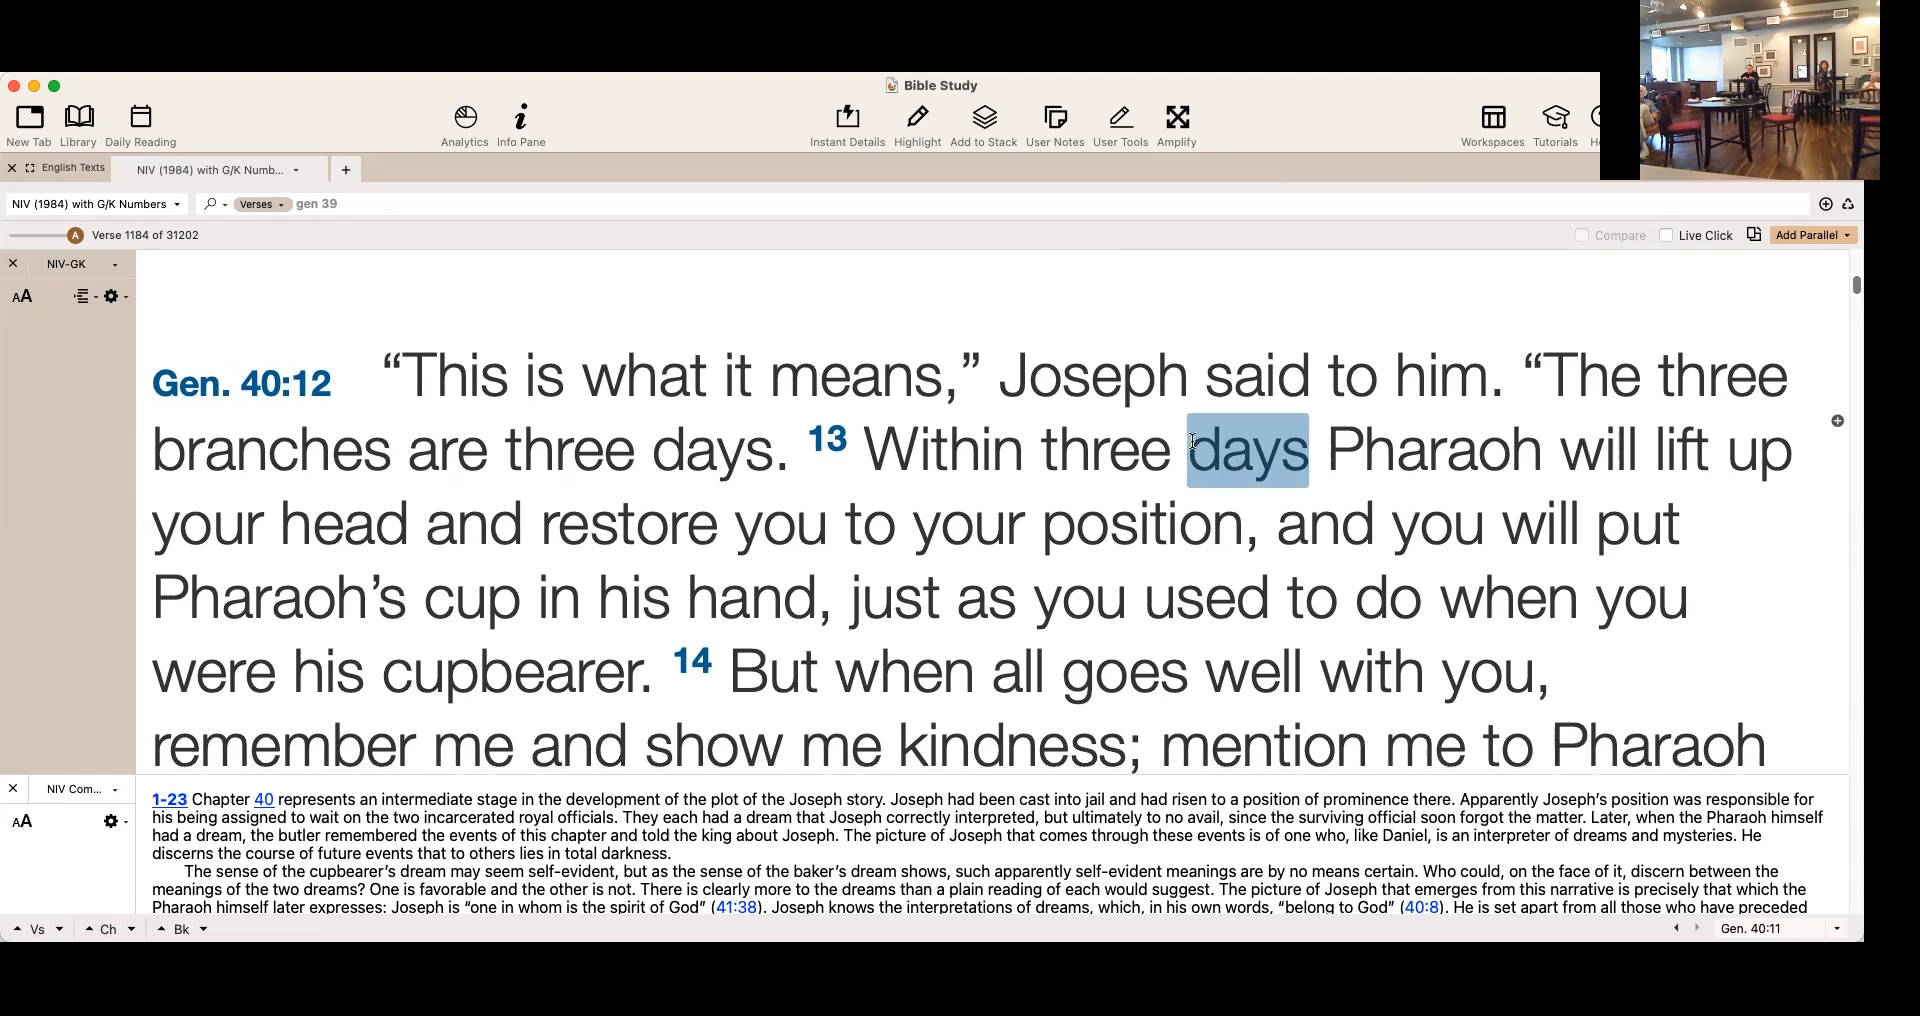 Bible Study
New Tab Library Daily Reading Analytics Info Pane Instant Details Highlight Add to Stack User Notes User Tools Amplify Workspaces Tutorials
English Texts NIV (1984) with G/K Numb...
NIV (1984) with G/K Numbers Verses gen 39
A Verse 1184 of 31202 Compare Live Click Add Parallel
NIV-GK
AA
Gen. 40:12 “This is what it means,” Joseph said to him. “The three
branches are three days. 13 Within three days Pharaoh will lift up
your head and restore you to your position, and you will put
Pharaoh’s cup in his hand, just as you used to do when you
were his cupbearer. 14 But when all goes well with you,
remember me and show me kindness; mention me to Pharaoh
NIV Com...
AA
1-23 Chapter 40 represents an intermediate stage in the development of the plot of the Joseph story. Joseph had been cast into jail and had risen to a position of prominence there. Apparently Joseph’s position was responsible for
his being assigned to wait on the two incarcerated royal officials. They each had a dream that Joseph correctly interpreted, but ultimately to no avail, since the surviving official soon forgot the matter. Later, when the Pharaoh himself
had a dream, the butler remembered the events of this chapter and told the king about Joseph. The picture of Joseph that comes through these events is of one who, like Daniel, is an interpreter of dreams and mysteries. He
discerns the course of future events that to others lies in total darkness.
The sense of the cupbearer’s dream may seem self-evident, but as the sense of the baker’s dream shows, such apparently self-evident meanings are by no means certain. Who could, on the face of it, discern between the
meanings of the two dreams? One is favorable and the other is not. There is clearly more to the dreams than a plain reading of each would suggest. The picture of Joseph that emerges from this narrative is precisely that which the
Pharaoh himself later expresses: Joseph is “one in whom is the spirit of God” (41:38). Joseph knows the interpretations of dreams, which, in his own words, “belong to God” (40:8). He is set apart from all those who have preceded
Vs Ch Bk Gen. 40:11